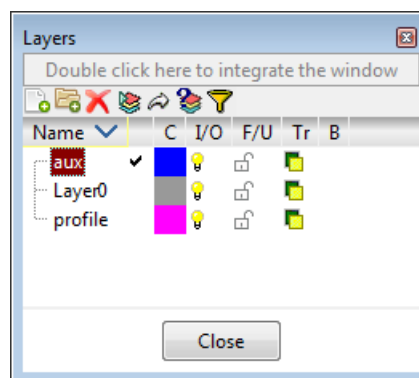 Layers
Double click here to integrate the window
Name C I/O F/U Tr B
aux
Layer0
profile
Close